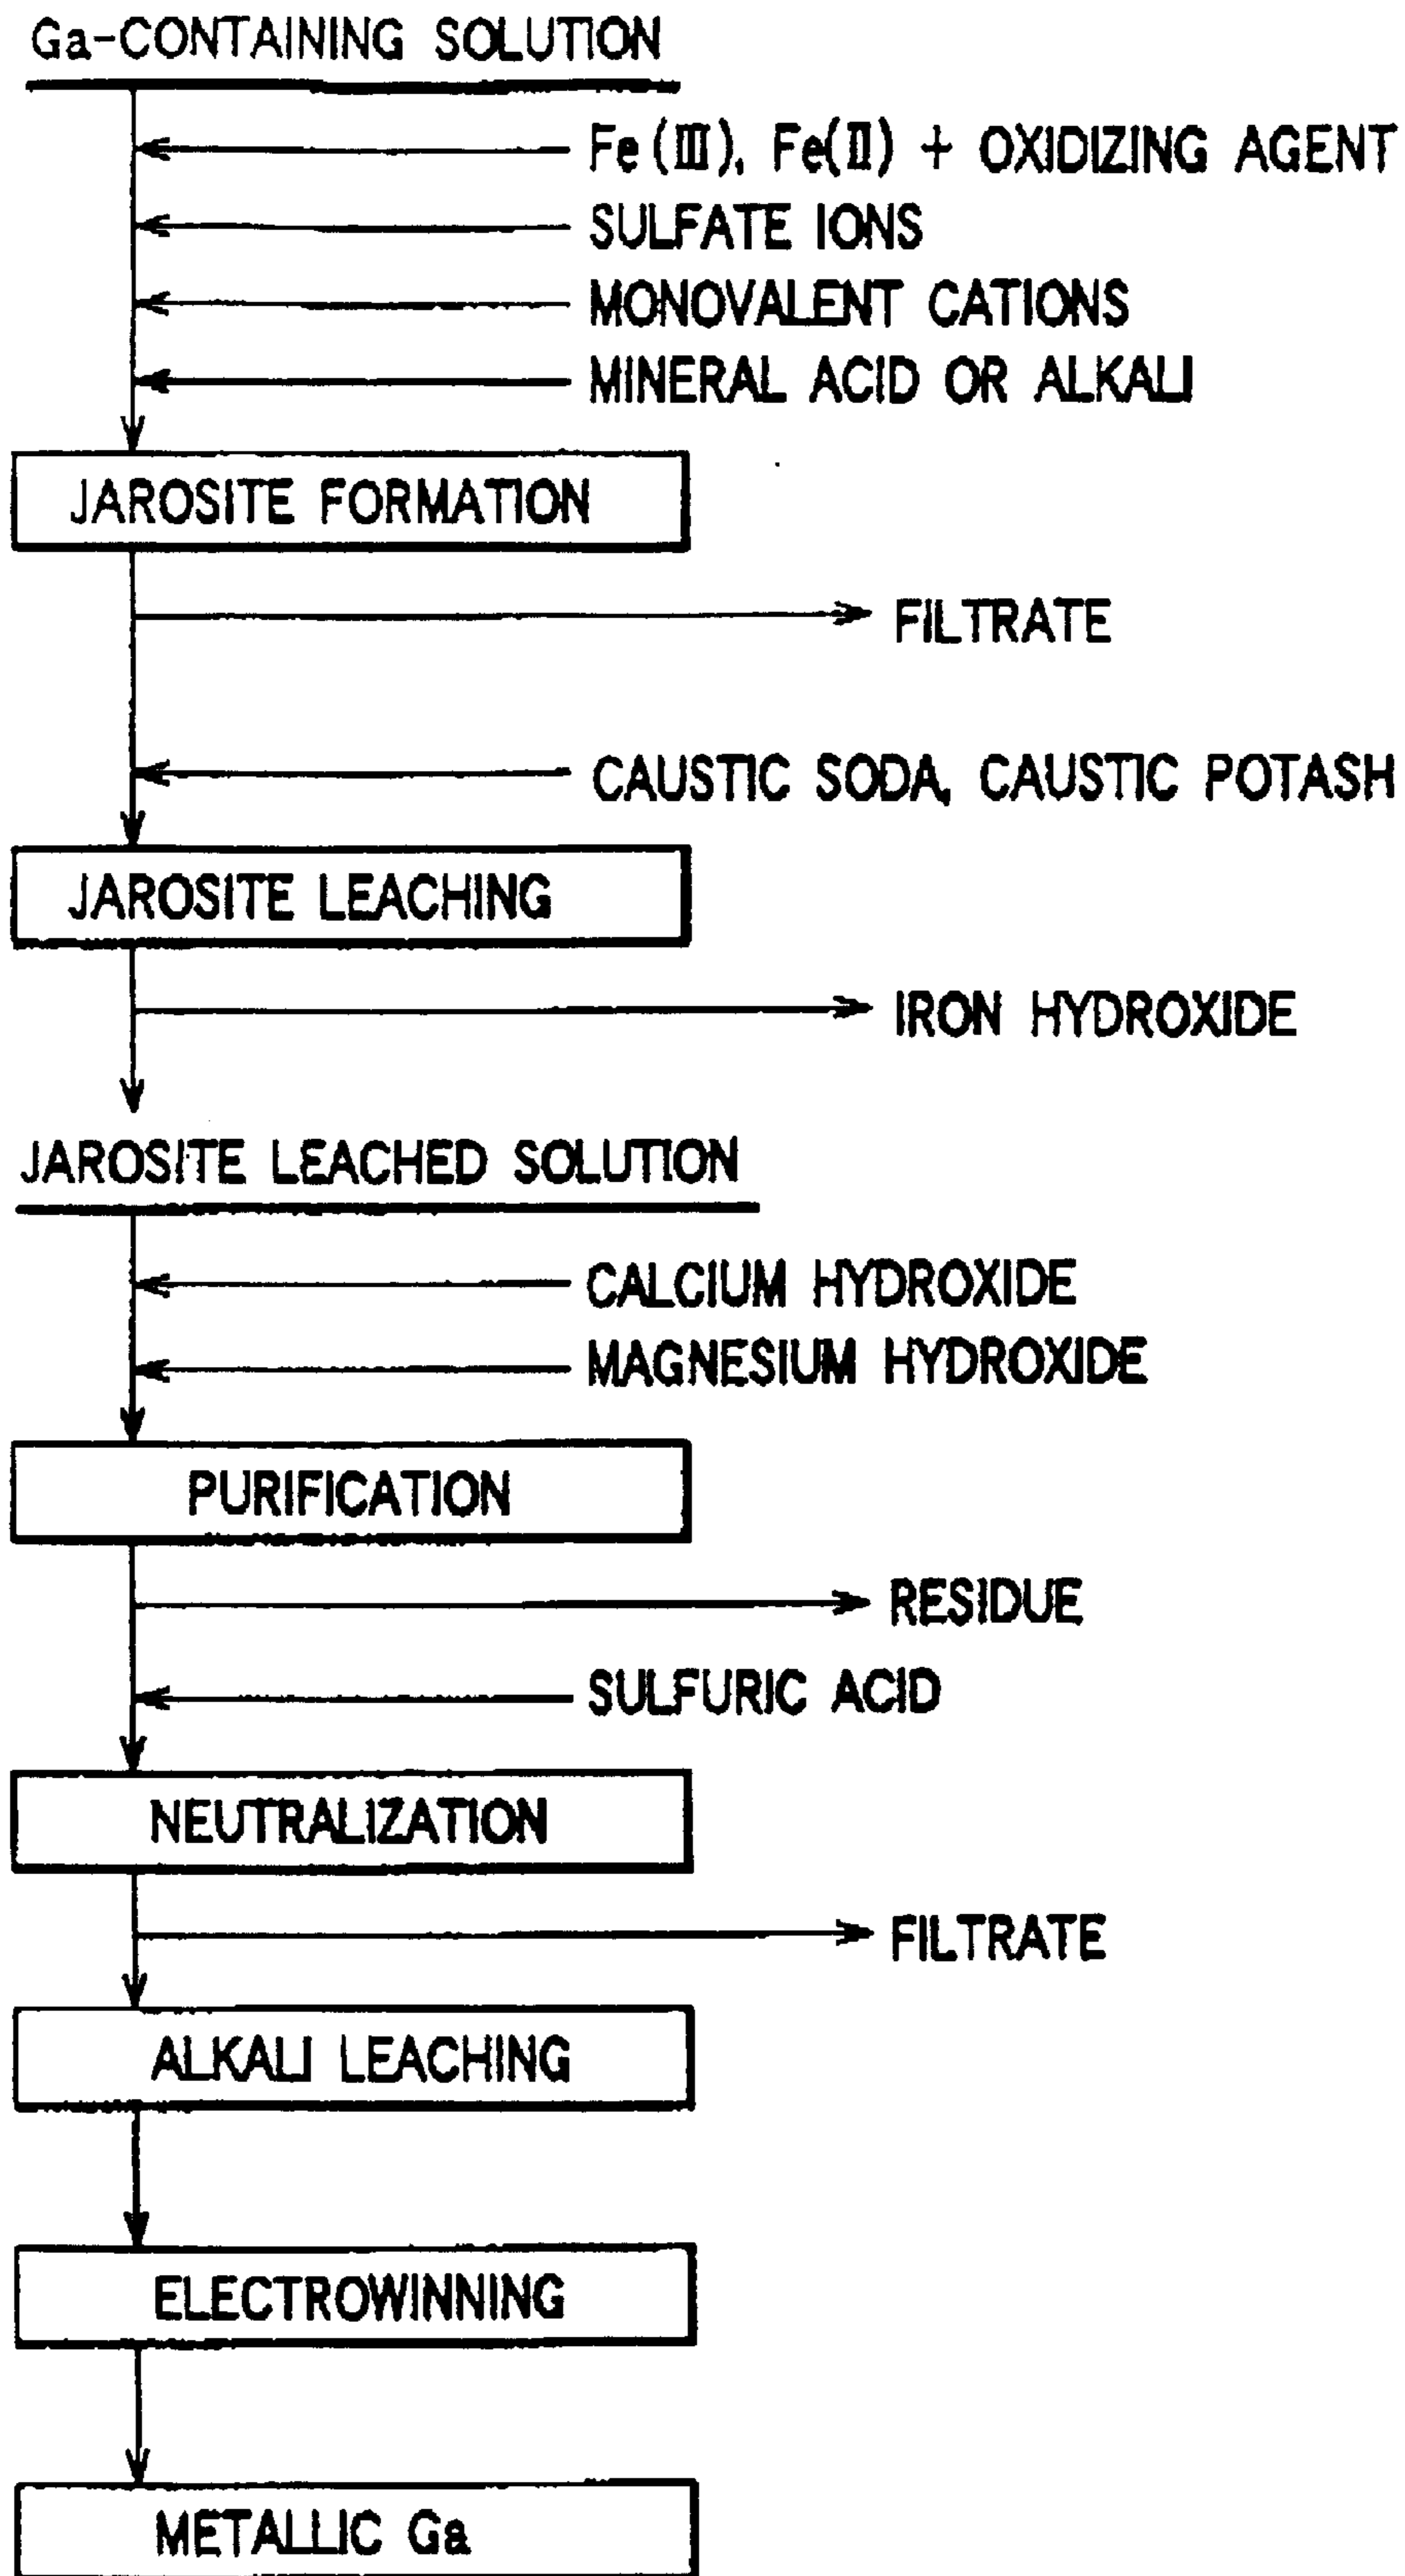 Ga-CONTAINING SOLUTION
Fe(III), Fe(II) + OXIDIZING AGENT
SULFATE IONS
MONOVALENT CATIONS
MINERAL ACID OR ALKALI
JAROSITE FORMATION
FILTRATE
CAUSTIC SODA, CAUSTIC POTASH
JAROSITE LEACHING
IRON HYDROXIDE
JAROSITE LEACHED SOLUTION
CALCIUM HYDROXIDE
MAGNESIUM HYDROXIDE
PURIFICATION
RESIDUE
SULFURIC ACID
NEUTRALIZATION
FILTRATE
ALKALI LEACHING
ELECTROWINNING
METALLIC Ga